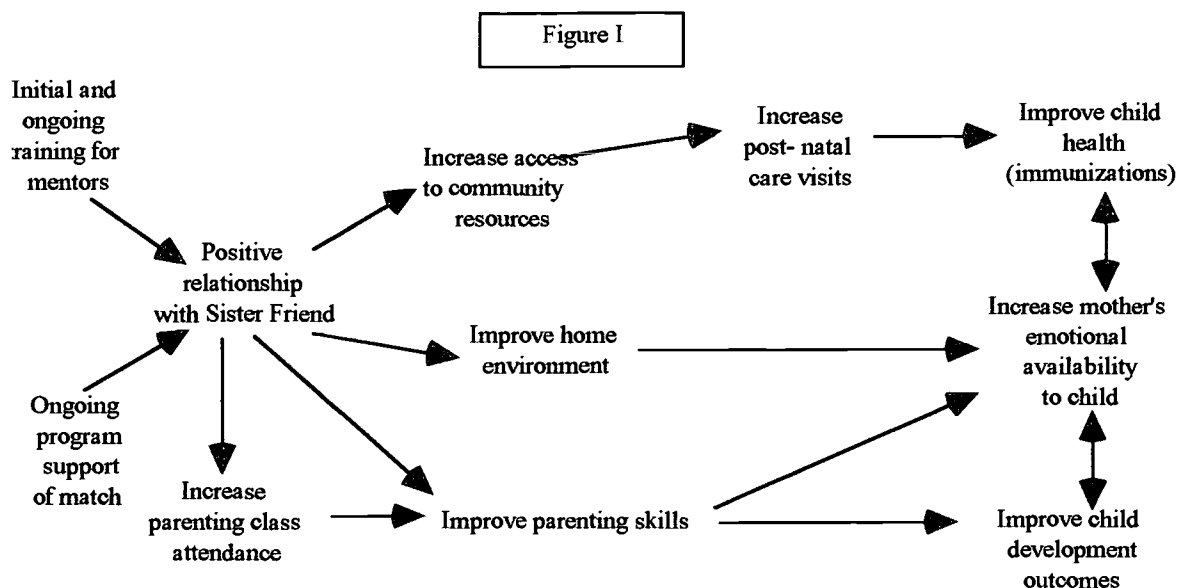 Figure I
Initial and
ongoing
raining for
mentors
Increase access
to community
resources
Increase
post- natal
care visits
Improve child
health
(immunizations)
Positive
relationship
with Sister Friend
Improve home
environment
Increase mother's
emotional
availability
to child
Ongoing
program
support
of match
Increase
parenting class
attendance
Improve parenting skills
Improve child
development
outcomes